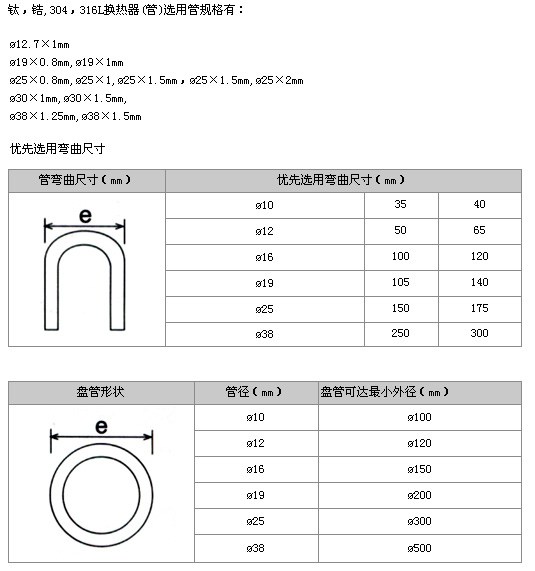 钛，锆,304，316L换热器(管)选用管规格有：
ø12.7×1mm
ø19×0.8mm,ø19×1mm
ø25×0.8mm,ø25×1,ø25×1.5mm，ø25×1.5mm,ø25×2mm
ø30×1mm,ø30×1.5mm,
ø38×1.25mm,ø38×1.5mm
优先选用弯曲尺寸
管弯曲尺寸（mm） 优先选用弯曲尺寸（mm）
e
ø10 35 40
ø12 50 65
ø16 100 120
ø19 105 140
ø25 150 175
ø38 250 300
盘管形状 管径（mm） 盘管可达最小外径（mm）
e
ø10 ø100
ø12 ø120
ø16 ø150
ø19 ø200
ø25 ø300
ø38 ø500